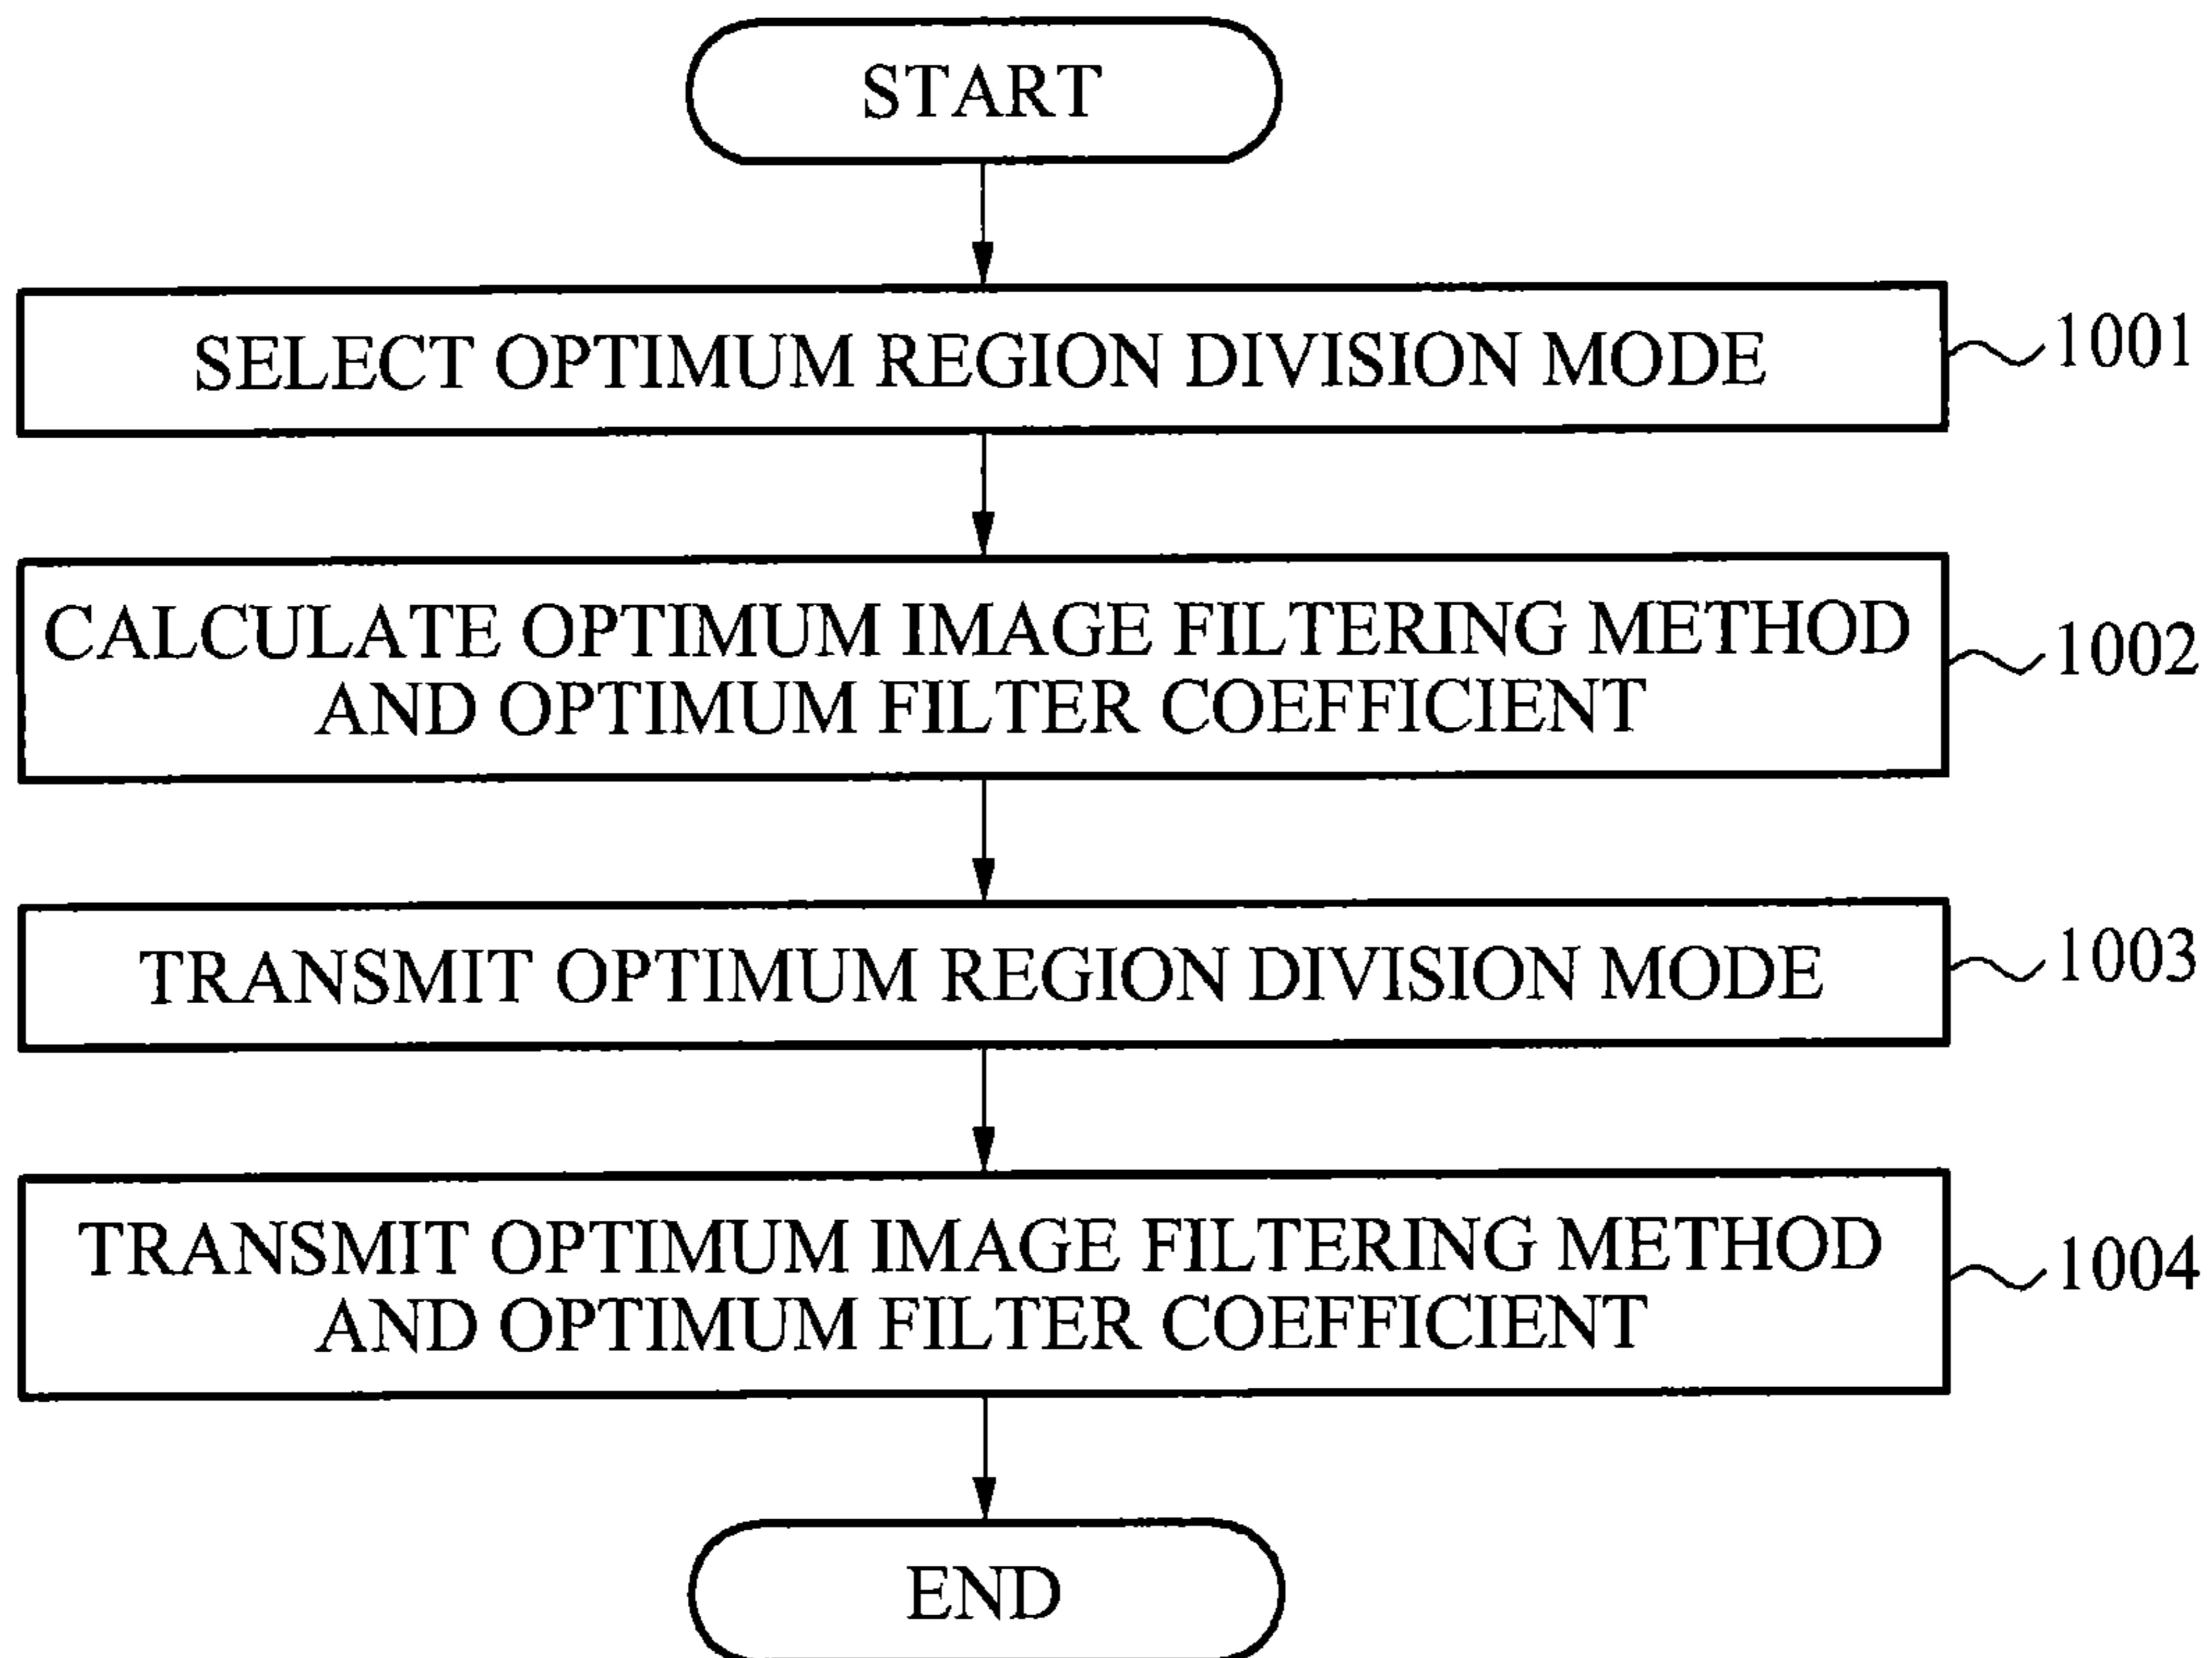 START
SELECT OPTIMUM REGION DIVISION MODE
1001
CALCULATE OPTIMUM IMAGE FILTERING METHOD
AND OPTIMUM FILTER COEFFICIENT
1002
TRANSMIT OPTIMUM REGION DIVISION MODE
1003
TRANSMIT OPTIMUM IMAGE FILTERING METHOD
AND OPTIMUM FILTER COEFFICIENT
1004
END